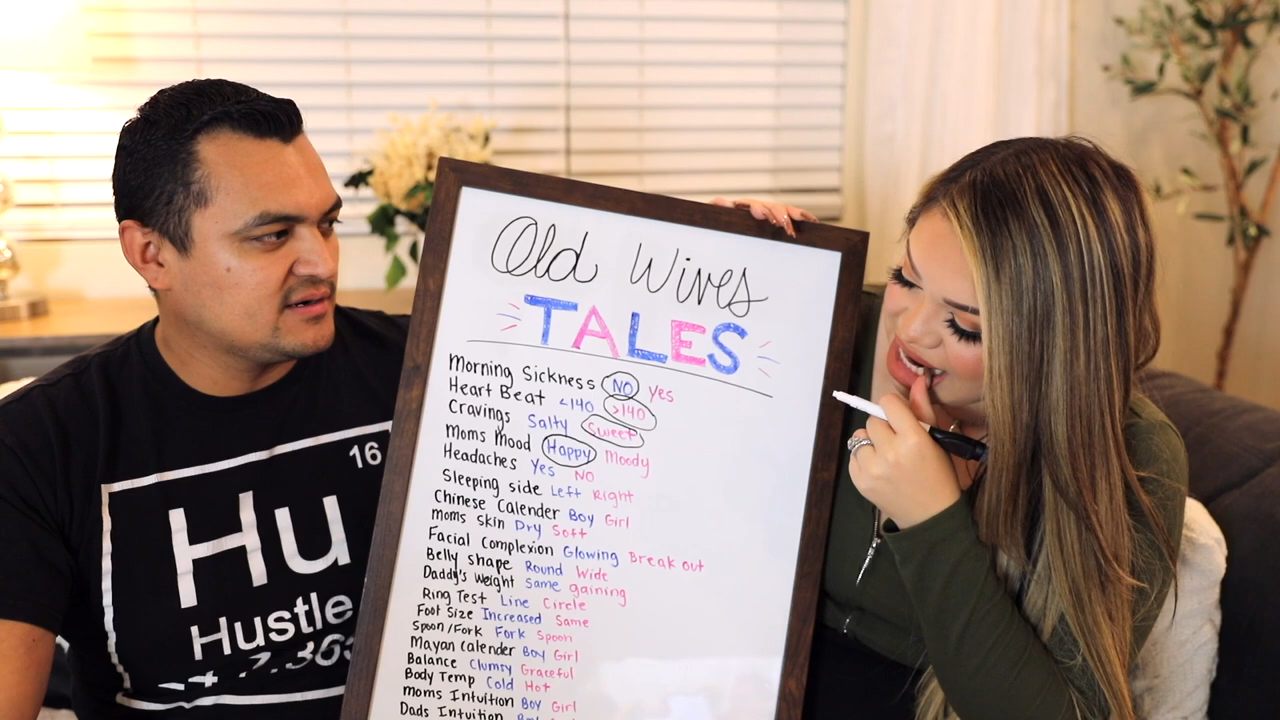 Old Wives
TALES
Morning Sickness NO Yes
Heart Beat <140 >140
Cravings Salty Sweet
Moms Mood Happy Moody
Headaches Yes NO
Sleeping side Left Right
Chinese Calender Boy Girl
Moms Skin Dry Soft
Facial Complexion Glowing Break out
Belly Shape Round Wide
Daddy's Weight Same gaining
Ring Test Line Circle
Foot Size Increased Same
Spoon/Fork Fork Spoon
Mayan Calender Boy Girl
Balance Clumsy Graceful
Body Temp Cold Hot
Moms Intuition Boy Girl
Dads Intuition
16
Hu
Hustle